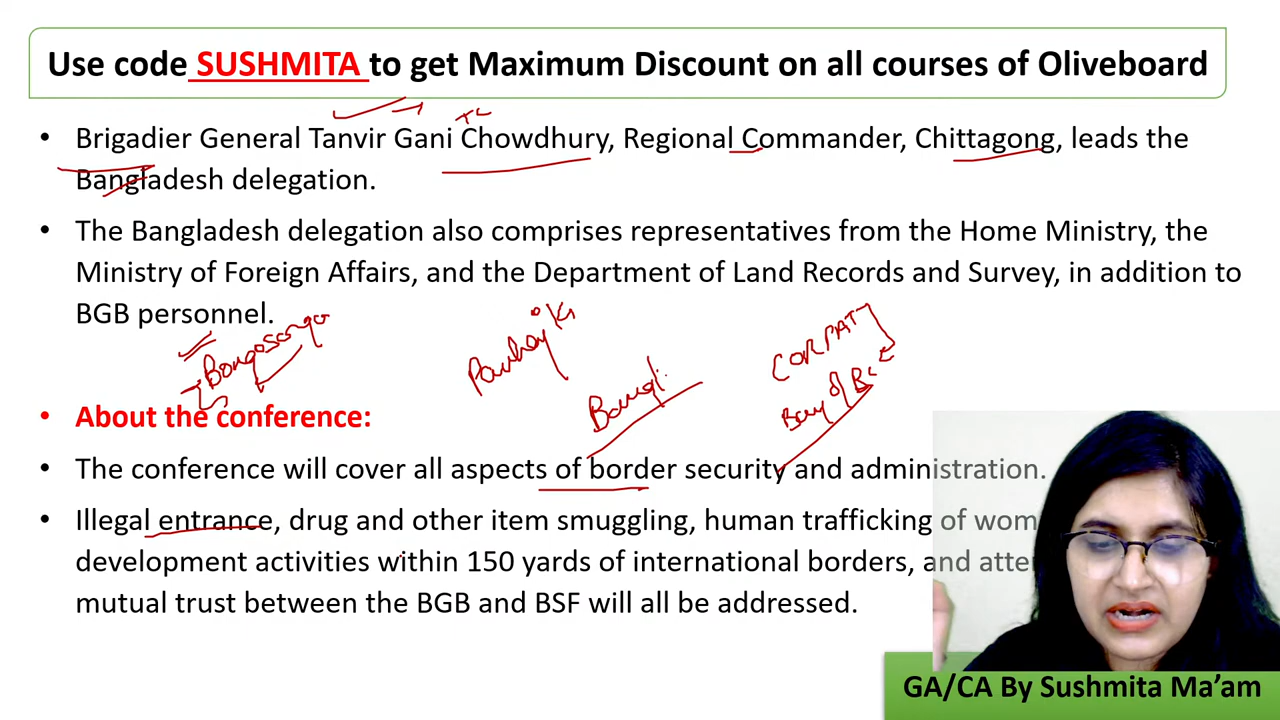 Use code SUSHMITA to get Maximum Discount on all courses of Oliveboard
• Brigadier General Tanvir Gani Chowdhury, Regional Commander, Chittagong, leads the
Bangladesh delegation.
• The Bangladesh delegation also comprises representatives from the Home Ministry, the
Ministry of Foreign Affairs, and the Department of Land Records and Survey, in addition to
BGB personnel.
Bongosongo
CORPAT
Bay of
• About the conference:
• The conference will cover all aspects of border security and administration.
• Illegal entrance, drug and other item smuggling, human trafficking of
development activities within 150 yards of international borders, and
mutual trust between the BGB and BSF will all be addressed.
GA/CA By Sushmita Ma’am